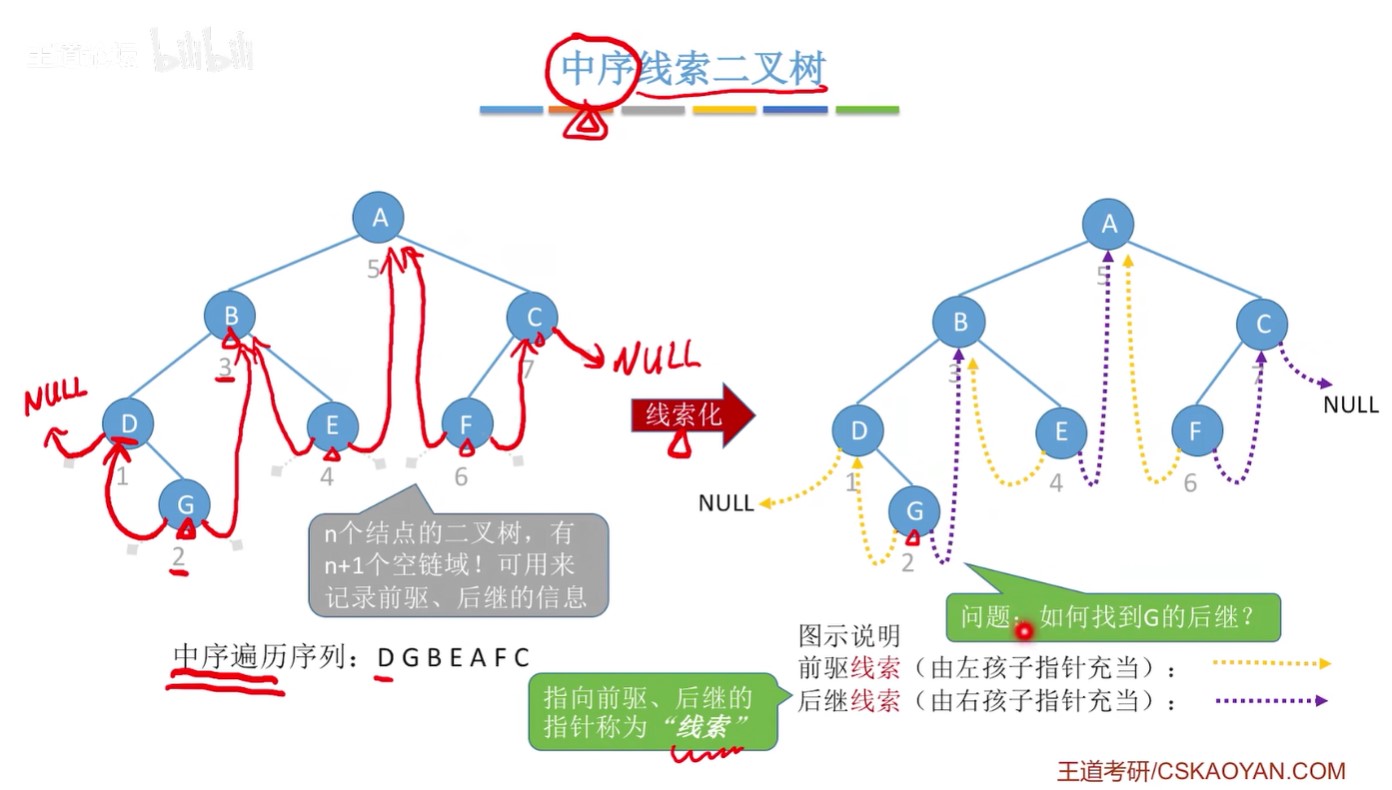 王道论坛 bilibili
中序线索二叉树
A
5
B
3
C
7
NULL
NULL
D
1
E
4
F
6
G
2
n个结点的二叉树，有
n+1个空链域！可用来
记录前驱、后继的信息
中序遍历序列：D G B E A F C
线索化
A
5
B
3
C
7
NULL
D
1
E
4
F
6
NULL
G
2
问题：如何找到G的后继？
图示说明
前驱线索（由左孩子指针充当）：
后继线索（由右孩子指针充当）：
指向前驱、后继的
指针称为“线索”
王道考研/CSKAOYAN.COM